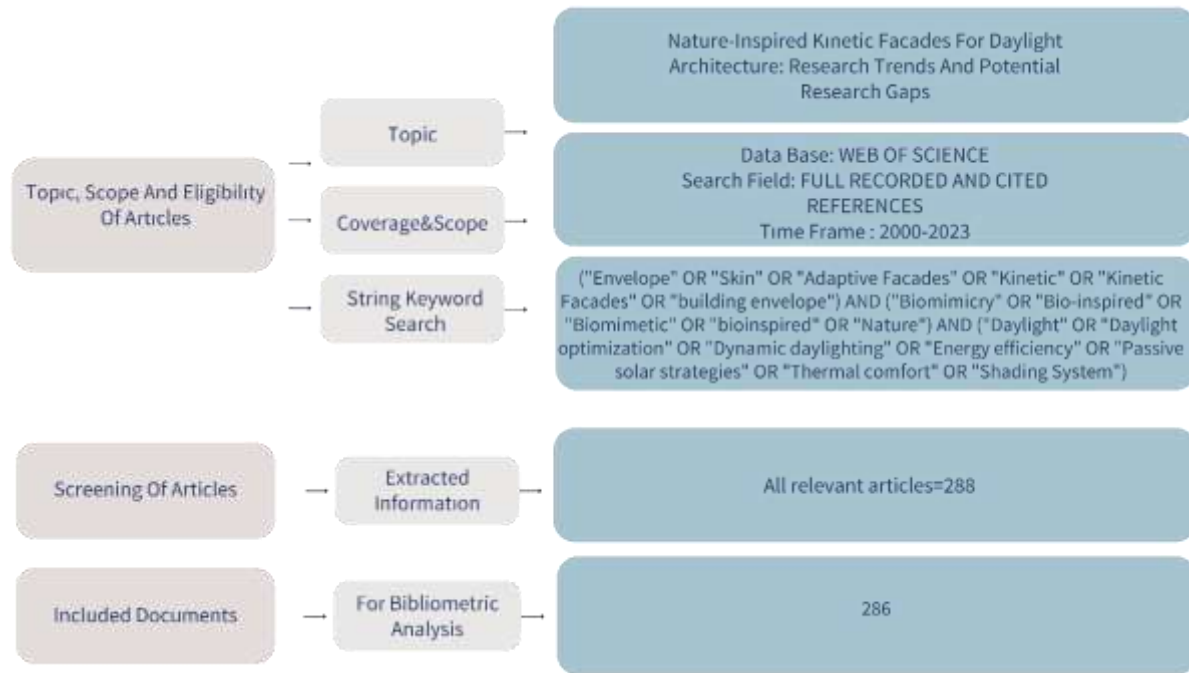 Topic, Scope And Eligibility
Of Articles
Topic
Nature-Inspired Kinetic Facades For Daylight
Architecture: Research Trends And Potential
Research Gaps
Coverage&Scope
Data Base: WEB OF SCIENCE
Search Field: FULL RECORDED AND CITED
REFERENCES
Time Frame : 2000-2023
String Keyword
Search
("Envelope" OR "Skin" OR "Adaptive Facades" OR "Kinetic" OR "Kinetic
Facades" OR "building envelope") AND ("Biomimicry" OR "Bio-inspired" OR
"Biomimetic" OR "bioinspired" OR "Nature") AND ("Daylight" OR "Daylight
optimization" OR "Dynamic daylighting" OR "Energy efficiency" OR "Passive
solar strategies" OR "Thermal comfort" OR "Shading System")
Screening Of Articles
Extracted
Information
All relevant articles=288
Included Documents
For Bibliometric
Analysis
286